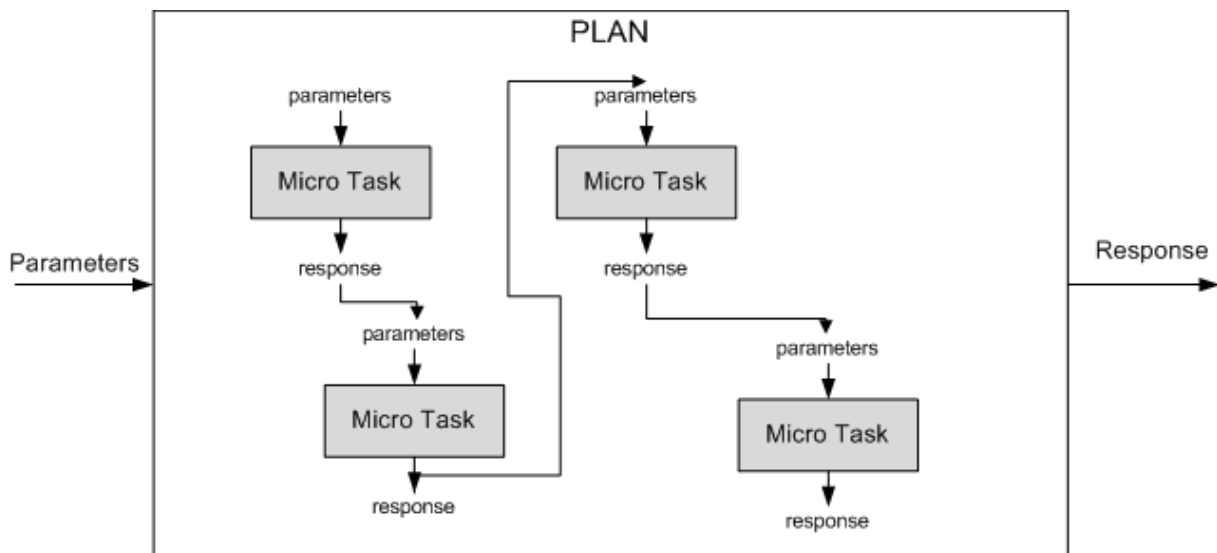 PLAN
parameters
Micro Task
response
parameters
Micro Task
response
parameters
Micro Task
response
parameters
Micro Task
response
Parameters
Response